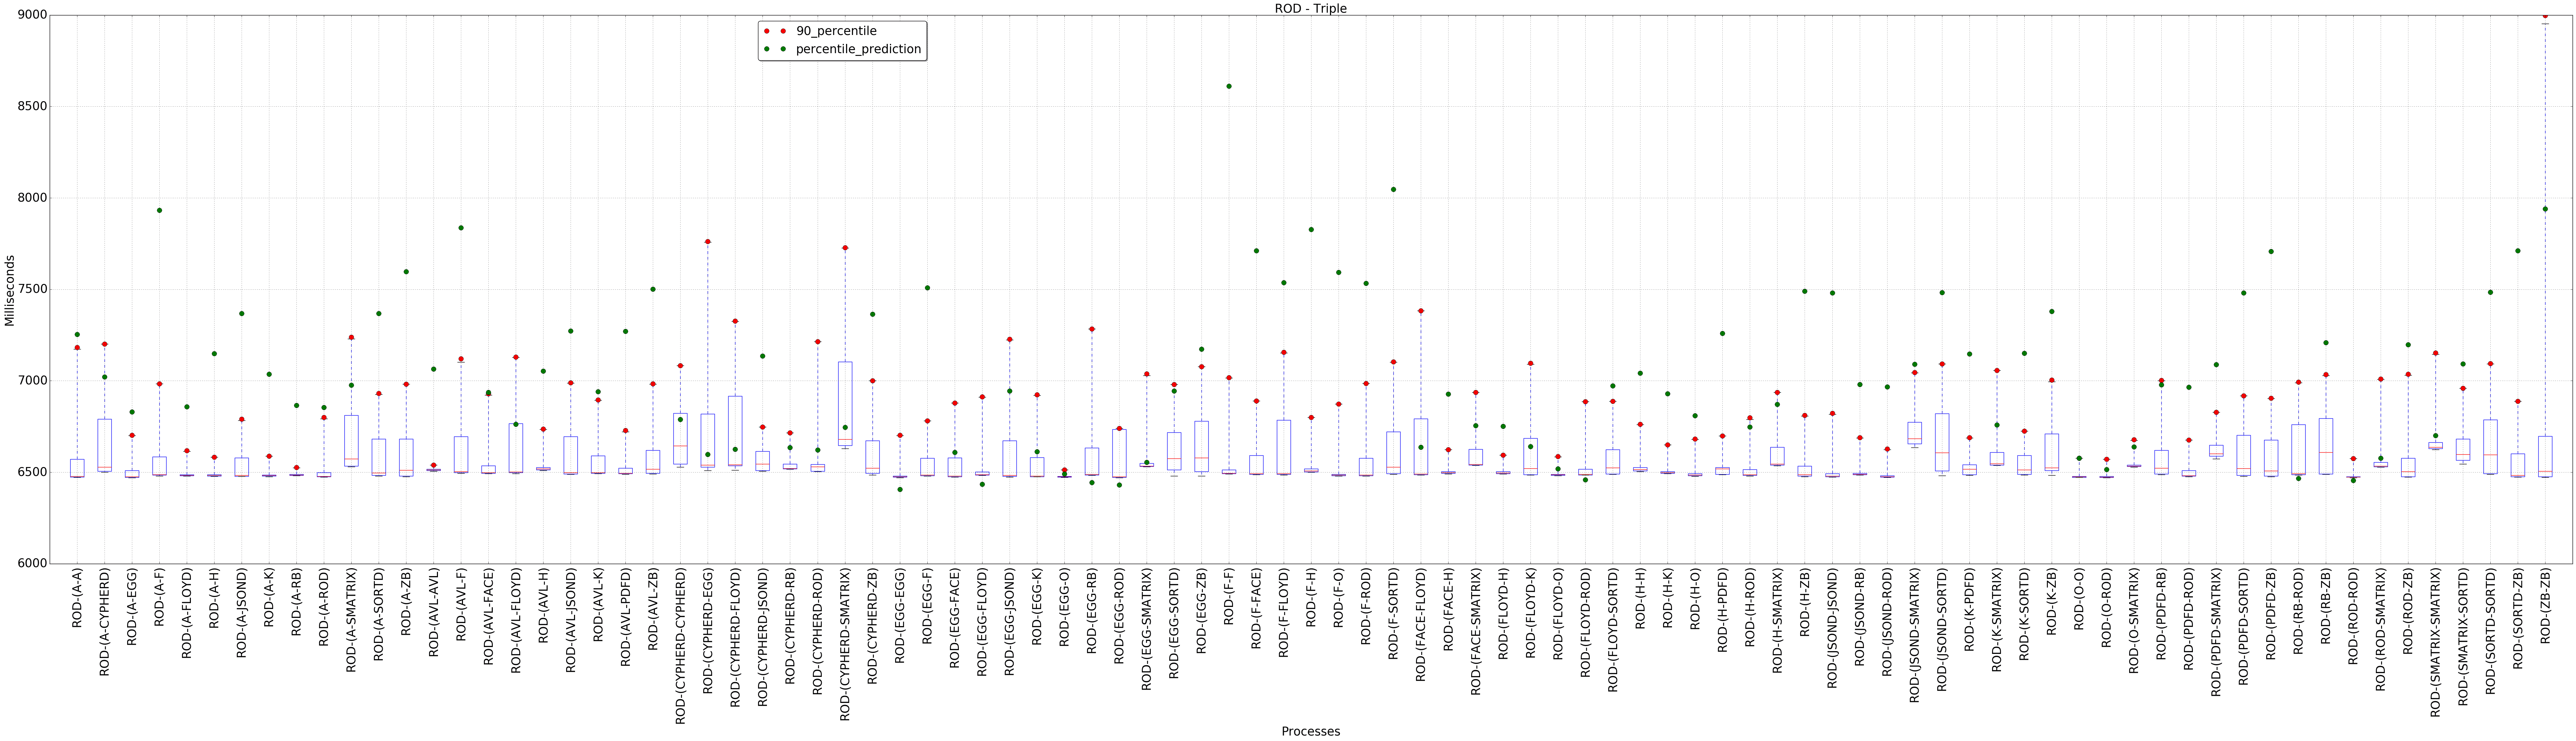 ROD - Triple
90_percentile
percentile_prediction
Milliseconds
9000
8500
8000
7500
7000
6500
6000
ROD-(A-A)
ROD-(A-CYPHERD)
ROD-(A-EGG)
ROD-(A-F)
ROD-(A-FLOYD)
ROD-(A-H)
ROD-(A-JSOND)
ROD-(A-K)
ROD-(A-RB)
ROD-(A-ROD)
ROD-(A-SMATRIX)
ROD-(A-SORTD)
ROD-(A-ZB)
ROD-(AVL-AVL)
ROD-(AVL-F)
ROD-(AVL-FACE)
ROD-(AVL-FLOYD)
ROD-(AVL-H)
ROD-(AVL-JSOND)
ROD-(AVL-K)
ROD-(AVL-PDFD)
ROD-(AVL-ZB)
ROD-(CYPHERD-CYPHERD)
ROD-(CYPHERD-EGG)
ROD-(CYPHERD-FLOYD)
ROD-(CYPHERD-JSOND)
ROD-(CYPHERD-RB)
ROD-(CYPHERD-ROD)
ROD-(CYPHERD-SMATRIX)
ROD-(CYPHERD-ZB)
ROD-(EGG-EGG)
ROD-(EGG-F)
ROD-(EGG-FACE)
ROD-(EGG-FLOYD)
ROD-(EGG-JSOND)
ROD-(EGG-K)
ROD-(EGG-O)
ROD-(EGG-RB)
ROD-(EGG-ROD)
ROD-(EGG-SMATRIX)
ROD-(EGG-SORTD)
ROD-(EGG-ZB)
ROD-(F-F)
ROD-(F-FACE)
ROD-(F-FLOYD)
ROD-(F-H)
ROD-(F-O)
ROD-(F-ROD)
ROD-(F-SORTD)
ROD-(FACE-FLOYD)
ROD-(FACE-H)
ROD-(FACE-SMATRIX)
ROD-(FLOYD-H)
ROD-(FLOYD-K)
ROD-(FLOYD-O)
ROD-(FLOYD-ROD)
ROD-(FLOYD-SORTD)
ROD-(H-H)
ROD-(H-K)
ROD-(H-O)
ROD-(H-PDFD)
ROD-(H-ROD)
ROD-(H-SMATRIX)
ROD-(H-ZB)
ROD-(JSOND-JSOND)
ROD-(JSOND-RB)
ROD-(JSOND-ROD)
ROD-(JSOND-SMATRIX)
ROD-(JSOND-SORTD)
ROD-(K-PDFD)
ROD-(K-SMATRIX)
ROD-(K-SORTD)
ROD-(K-ZB)
ROD-(O-O)
ROD-(O-ROD)
ROD-(O-SMATRIX)
ROD-(PDFD-RB)
ROD-(PDFD-ROD)
ROD-(PDFD-SMATRIX)
ROD-(PDFD-SORTD)
ROD-(PDFD-ZB)
ROD-(RB-ROD)
ROD-(RB-ZB)
ROD-(ROD-ROD)
ROD-(ROD-SMATRIX)
ROD-(ROD-ZB)
ROD-(SMATRIX-SMATRIX)
ROD-(SMATRIX-SORTD)
ROD-(SORTD-SORTD)
ROD-(SORTD-ZB)
ROD-(ZB-ZB)
Processes